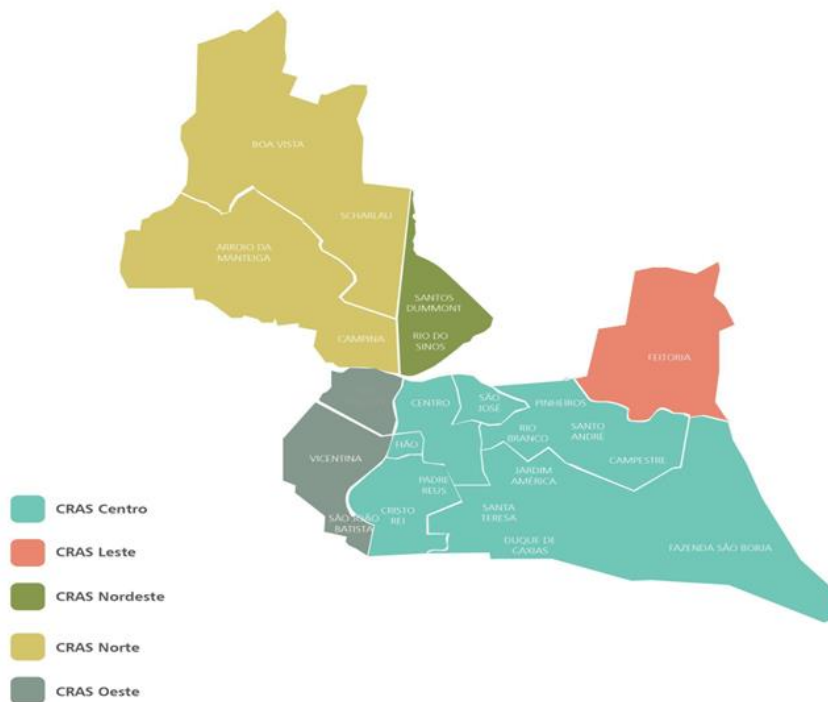 BOA VISTA
SCHARLAU
ARROIO DA
MANTEIGA
SANTOS
DUMMONT
CAMPINA
RIO DO
SINOS
FEITORIA
CENTRO
SÃO
JOSÉ
PINHEIROS
RIO
BRANCO
SANTO
ANDRÉ
FIÃO
VICENTINA
CAMPESTRE
JARDIM
AMÉRICA
PADRE
REUS
CRISTO
REI
SANTA
TERESA
SÃO JOÃO
BATISTA
DUQUE DE
CAXIAS
FAZENDA SÃO BORJA
CRAS Centro
CRAS Leste
CRAS Nordeste
CRAS Norte
CRAS Oeste